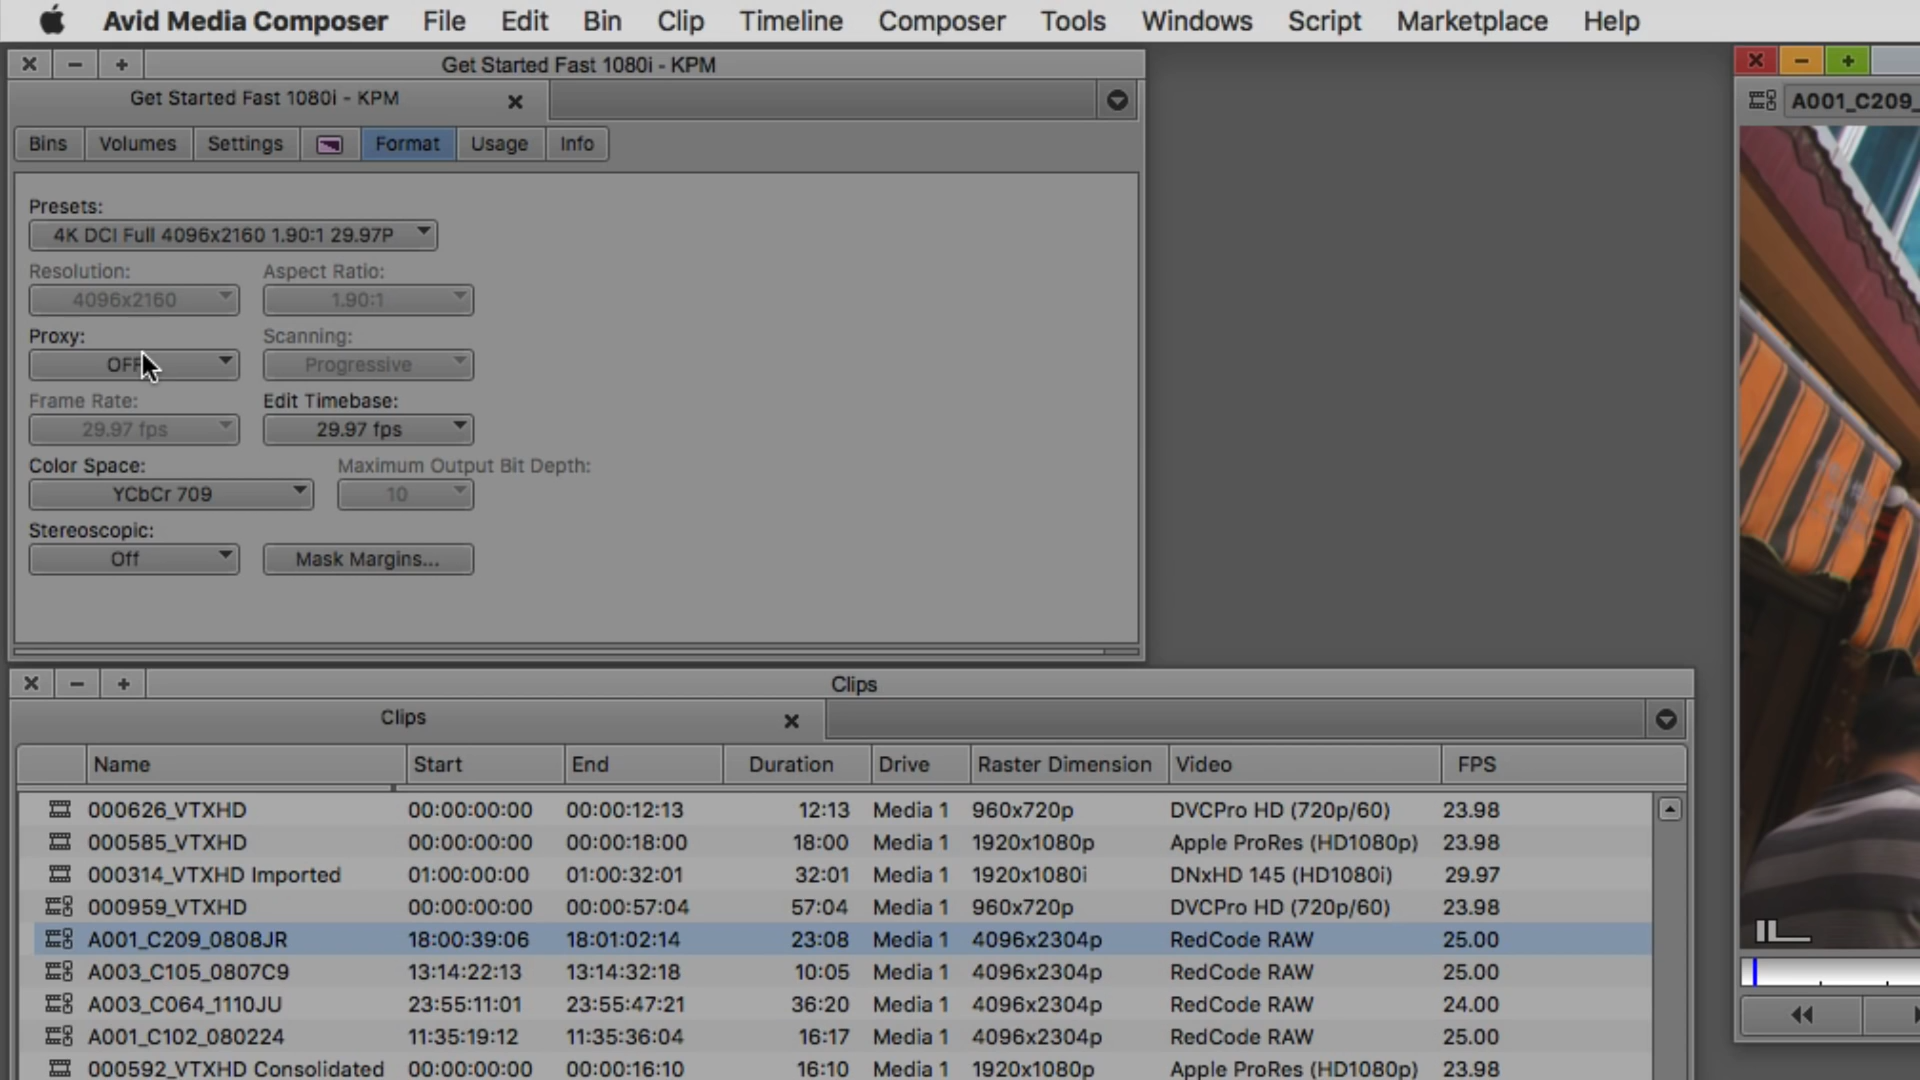 Avid Media Composer File Edit Bin Clip Timeline Composer Tools Windows Script Marketplace Help
Get Started Fast 1080i - KPM
Get Started Fast 1080i - KPM
Bins Volumes Settings Format Usage Info
Presets:
4K DCI Full 4096x2160 1.90:1 29.97P
Resolution: Aspect Ratio:
4096x2160 1.90:1
Proxy: Scanning:
OFF Progressive
Frame Rate: Edit Timebase:
29.97 fps 29.97 fps
Color Space: Maximum Output Bit Depth:
YCbCr 709 10
Stereoscopic:
Off Mask Margins...
A001_C209_
Clips
Clips
Name Start End Duration Drive Raster Dimension Video FPS
000626_VTXHD 00:00:00:00 00:00:12:13 12:13 Media 1 960x720p DVCPro HD (720p/60) 23.98
000585_VTXHD 00:00:00:00 00:00:18:00 18:00 Media 1 1920x1080p Apple ProRes (HD1080p) 23.98
000314_VTXHD Imported 01:00:00:00 01:00:32:01 32:01 Media 1 1920x1080i DNxHD 145 (HD1080i) 29.97
000959_VTXHD 00:00:00:00 00:00:57:04 57:04 Media 1 960x720p DVCPro HD (720p/60) 23.98
A001_C209_0808JR 18:00:39:06 18:01:02:14 23:08 Media 1 4096x2304p RedCode RAW 25.00
A003_C105_0807C9 13:14:22:13 13:14:32:18 10:05 Media 1 4096x2304p RedCode RAW 25.00
A003_C064_1110JU 23:55:11:01 23:55:47:21 36:20 Media 1 4096x2304p RedCode RAW 24.00
A001_C102_080224 11:35:19:12 11:35:36:04 16:17 Media 1 4096x2304p RedCode RAW 25.00
000592_VTXHD Consolidated 00:00:00:00 00:00:16:10 16:10 Media 1 1920x1080p Apple ProRes (HD1080p) 23.98